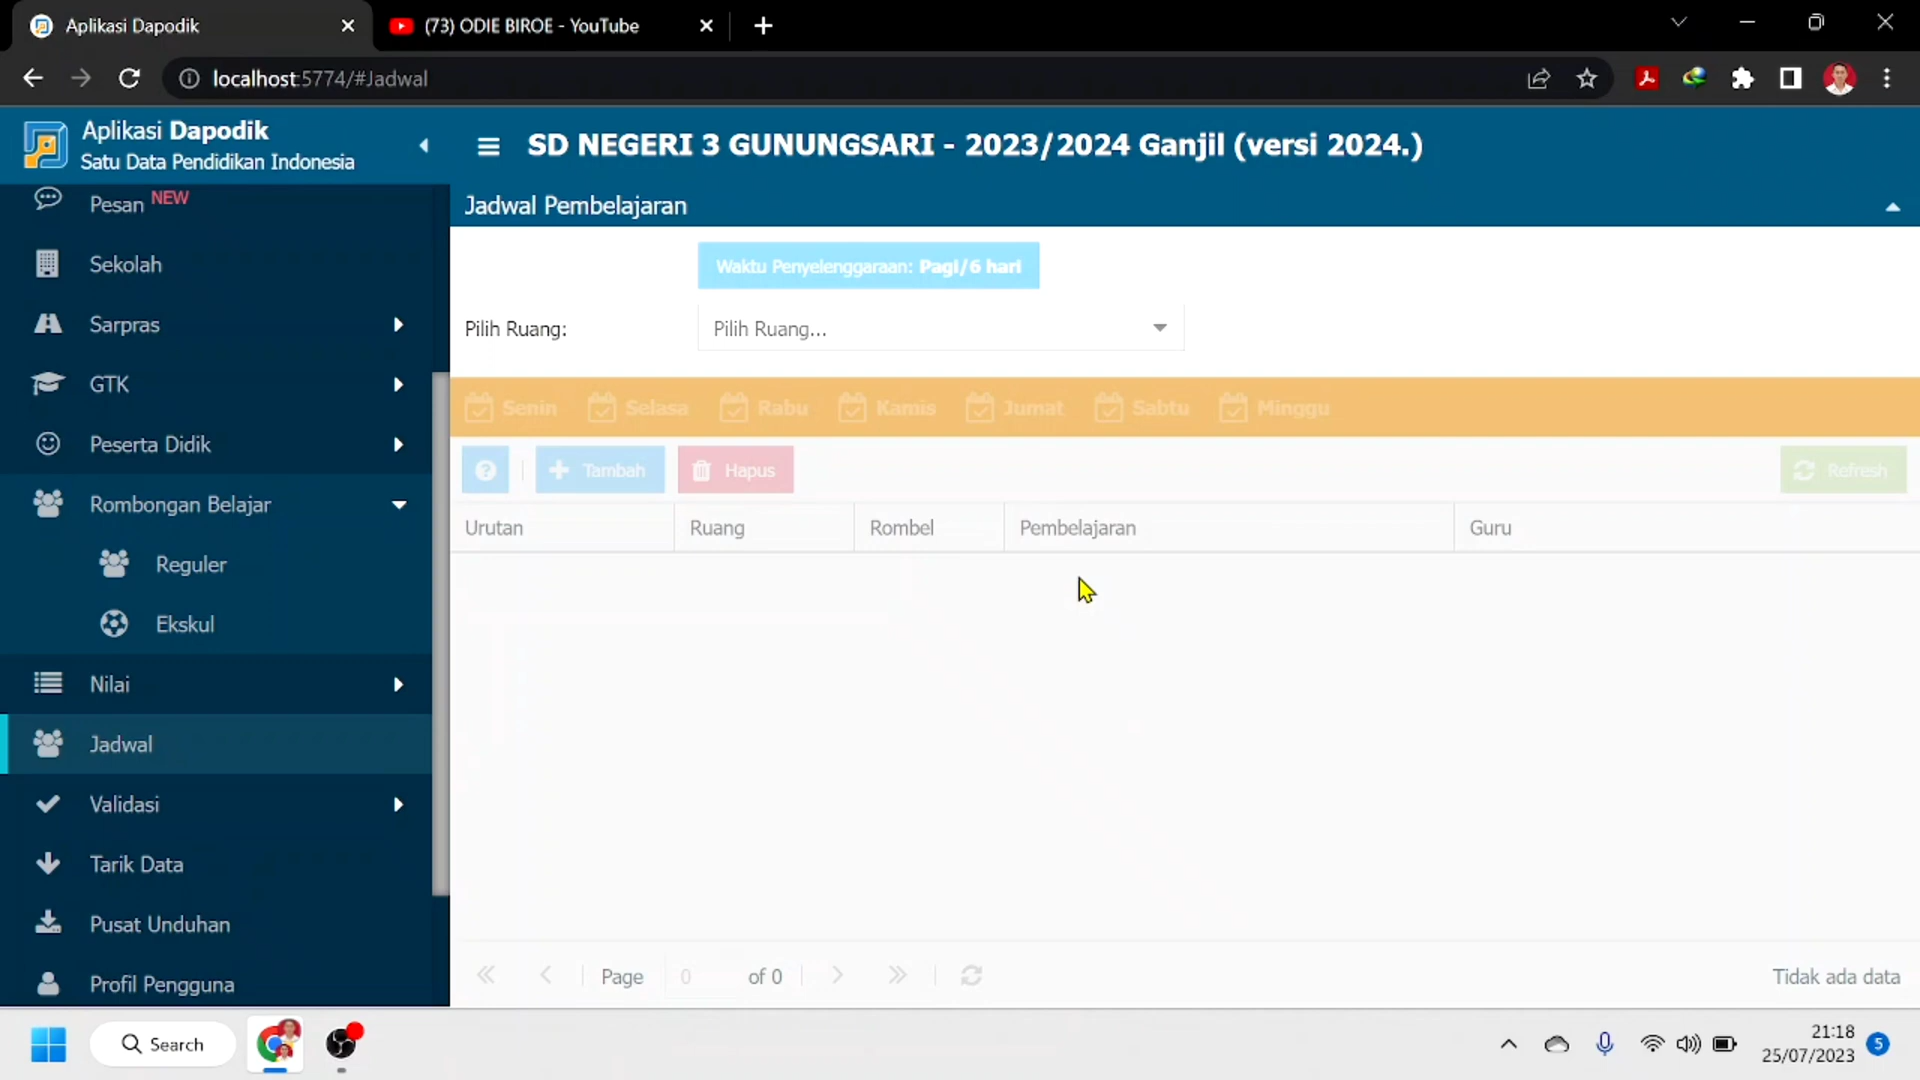 Aplikasi Dapodik
(73) ODIE BIROE - YouTube
localhost:5774/#Jadwal
Aplikasi Dapodik
Satu Data Pendidikan Indonesia
SD NEGERI 3 GUNUNGSARI - 2023/2024 Ganjil (versi 2024.)
Pesan NEW
Sekolah
Sarpras
GTK
Peserta Didik
Rombongan Belajar
Reguler
Ekskul
Nilai
Jadwal
Validasi
Tarik Data
Pusat Unduhan
Profil Pengguna
Jadwal Pembelajaran
Waktu Penyelenggaraan: Pagi/6 hari
Pilih Ruang: Pilih Ruang...
Senin Selasa Rabu Kamis Jumat Sabtu Minggu
Tambah Hapus Refresh
Urutan Ruang Rombel Pembelajaran Guru
Page 0 of 0 Tidak ada data
Search
21:18
25/07/2023
5